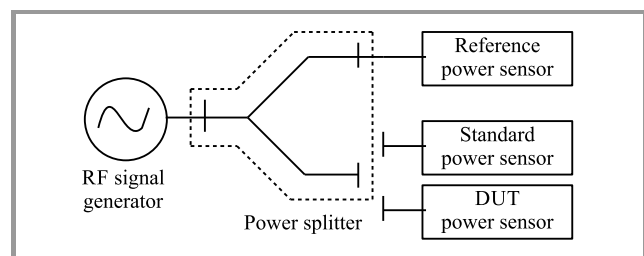 Reference
power sensor
Standard
power sensor
RF signal
generator
DUT
power sensor
Power splitter